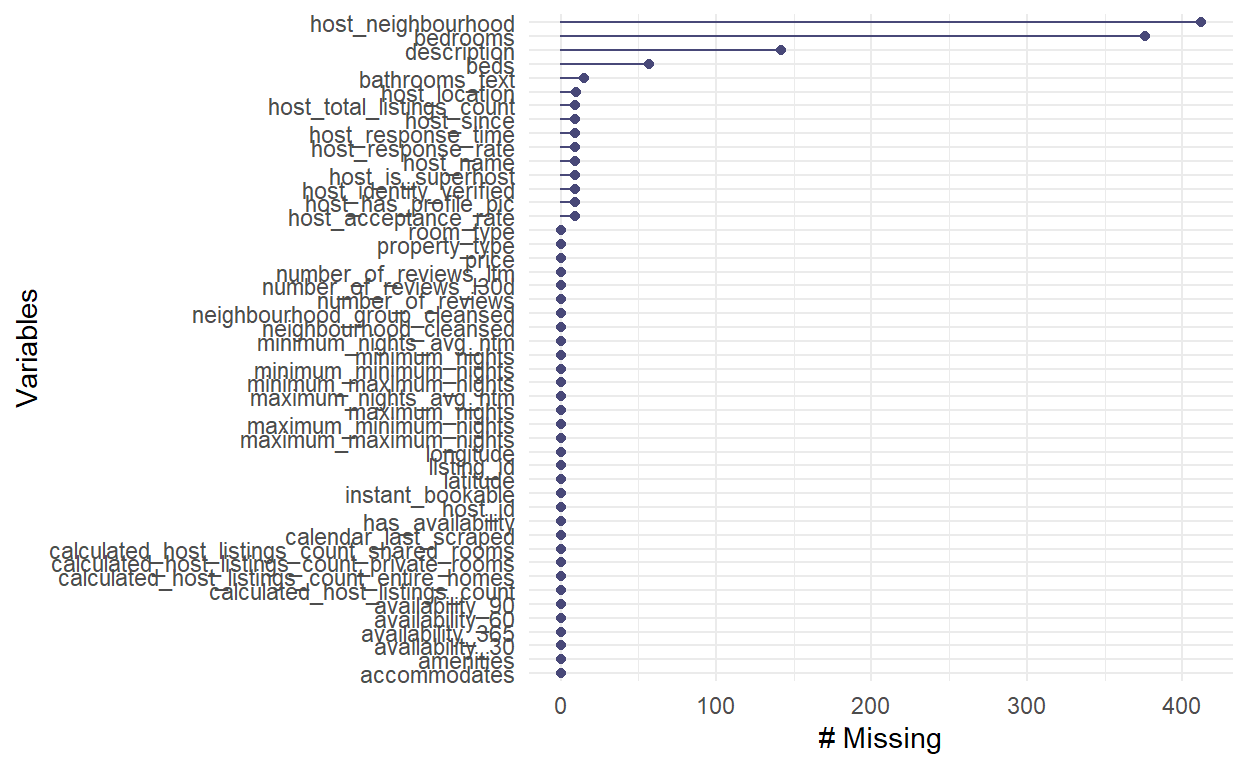 host_neighbourhood
bedrooms
description
beds
bathrooms_text
host_location
host_total_listings_count
host_since
host_response_time
host_response_rate
host_name
host_is_superhost
host_identity_verified
host_has_profile_pic
host_acceptance_rate
room_type
property_type
price
number_of_reviews_ltm
number_of_reviews_l30d
number_of_reviews
neighbourhood_group_cleansed
neighbourhood_cleansed
minimum_nights_avg_ntm
minimum_nights
minimum_minimum_nights
minimum_maximum_nights
maximum_nights_avg_ntm
maximum_nights
maximum_minimum_nights
maximum_maximum_nights
longitude
listing_id
latitude
instant_bookable
host_id
has_availability
calendar_last_scraped
calculated_host_listings_count_shared_rooms
calculated_host_listings_count_private_rooms
calculated_host_listings_count_entire_homes
calculated_host_listings_count
availability_90
availability_60
availability_365
availability_30
amenities
accommodates
Variables
0 100 200 300 400
# Missing